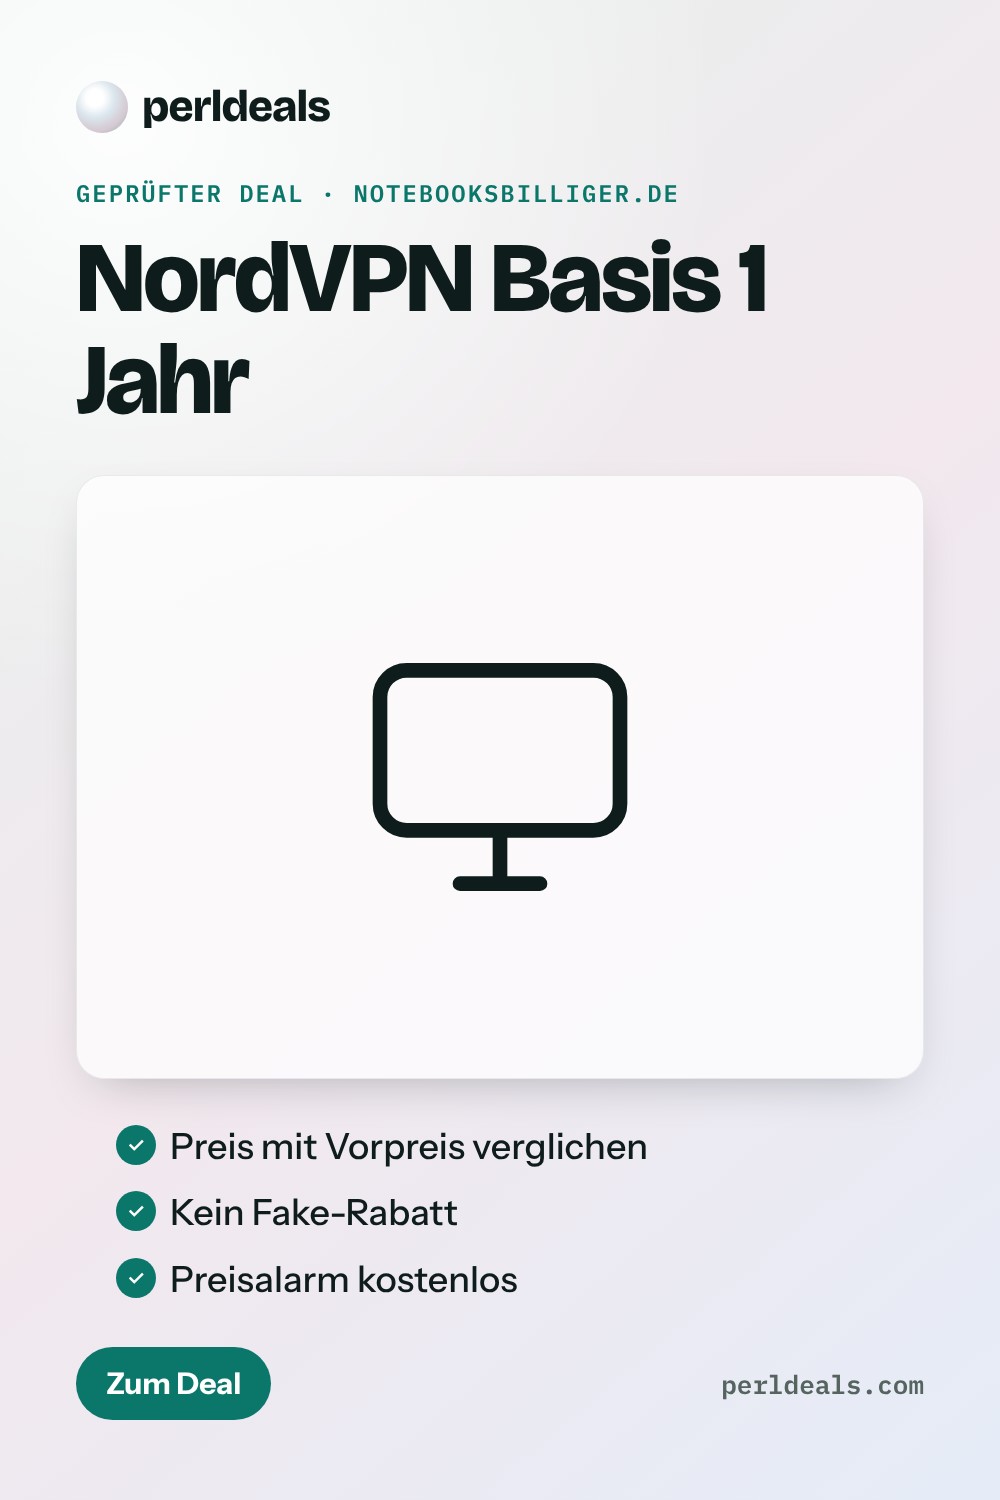 perldeals
GEPRÜFTER DEAL · NOTEBOOKSBILLIGER.DE
NordVPN Basis 1
Jahr
Preis mit Vorpreis verglichen
Kein Fake-Rabatt
Preisalarm kostenlos
Zum Deal
perldeals.com